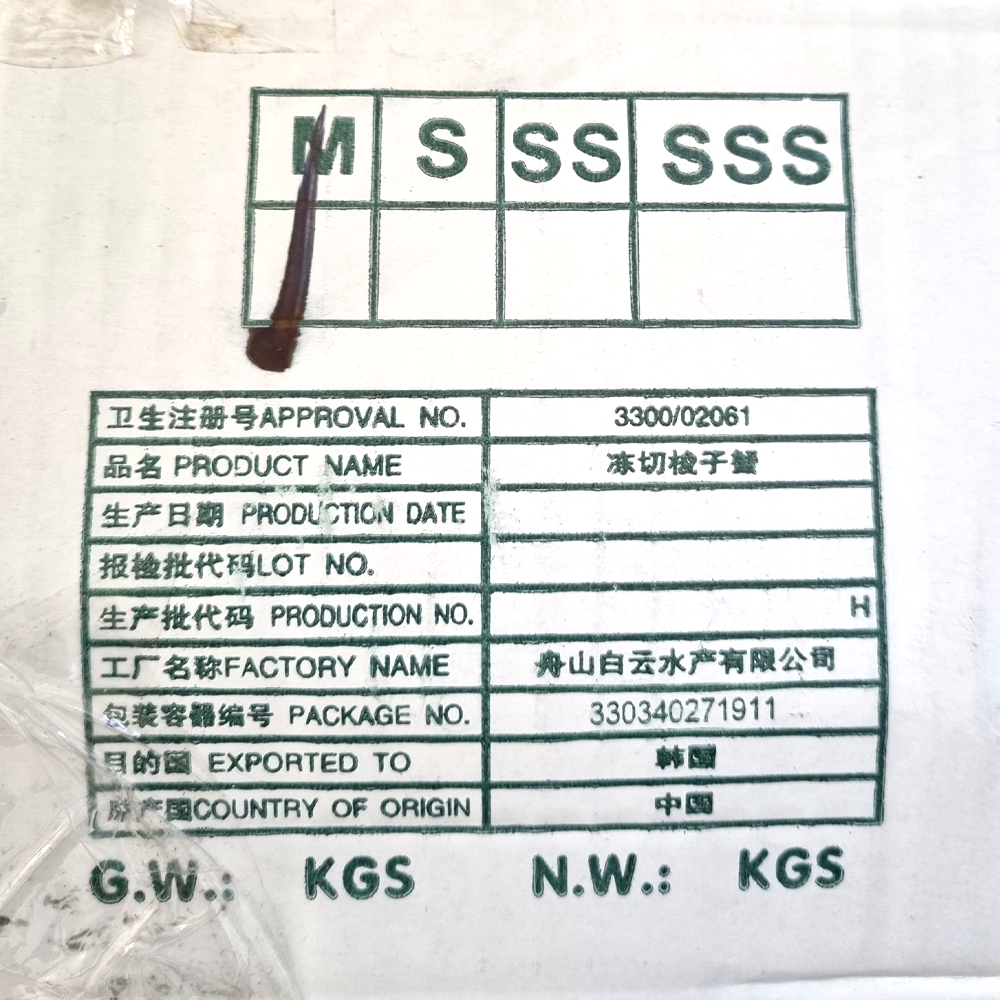 M S SS SSS
卫生注册号APPROVAL NO. 3300/02061
品名 PRODUCT NAME 冻切梭子蟹
生产日期 PRODUCTION DATE
报检批代码LOT NO.
生产批代码 PRODUCTION NO. H
工厂名称FACTORY NAME 舟山白云水产有限公司
包装容器编号 PACKAGE NO. 330340271911
目的国 EXPORTED TO 韩国
原产国COUNTRY OF ORIGIN 中国
G.W.: KGS N.W.: KGS